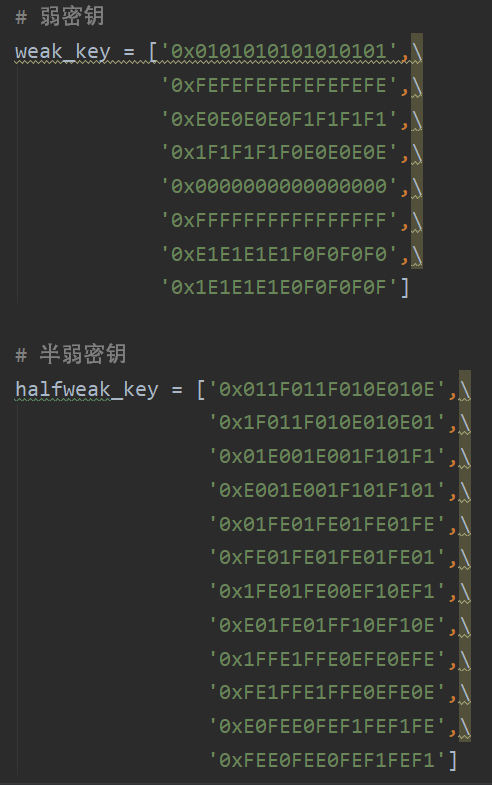 # 弱密钥
weak_key = ['0x0101010101010101',\
'0xFEFEFEFEFEFEFEFE',\
'0xE0E0E0E0F1F1F1F1',\
'0x1F1F1F1F0E0E0E0E',\
'0x0000000000000000',\
'0xFFFFFFFFFFFFFFFF',\
'0xE1E1E1E1F0F0F0F0',\
'0x1E1E1E1E0F0F0F0F']
# 半弱密钥
halfweak_key = ['0x011F011F010E010E',\
'0x1F011F010E010E01',\
'0x01E001E001F101F1',\
'0xE001E001F101F101',\
'0x01FE01FE01FE01FE',\
'0xFE01FE01FE01FE01',\
'0x1FE01FE00EF10EF1',\
'0xE01FE01FF10EF10E',\
'0x1FFE1FFE0EFE0EFE',\
'0xFE1FFE1FFE0EFE0E',\
'0xE0FEE0FEF1FEF1FE',\
'0xFEE0FEE0FEF1FEF1']